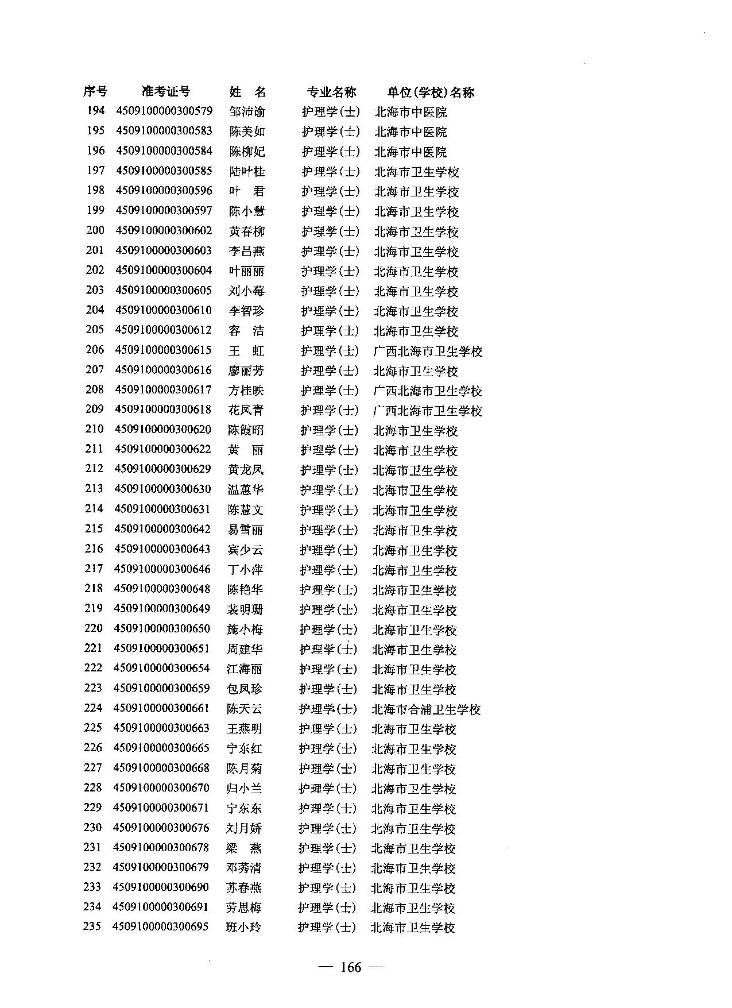 序号 准考证号 姓 名 专业名称 单位(学校)名称
194 4509100000300579 邹沛谕 护理学(士) 北海市中医院
195 4509100000300583 陈美如 护理学(士) 北海市中医院
196 4509100000300584 陈柳妃 护理学(士) 北海市中医院
197 4509100000300585 陆叶桂 护理学(士) 北海市卫生学校
198 4509100000300596 叶 君 护理学(士) 北海市卫生学校
199 4509100000300597 陈小慧 护理学(士) 北海市卫生学校
200 4509100000300602 黄春柳 护理学(士) 北海市卫生学校
201 4509100000300603 李吕燕 护理学(士) 北海市卫生学校
202 4509100000300604 叶丽丽 护理学(士) 北海市卫生学校
203 4509100000300605 刘小莓 护理学(士) 北海市卫生学校
204 4509100000300610 李智珍 护理学(士) 北海市卫生学校
205 4509100000300612 容 洁 护理学(士) 北海市卫生学校
206 4509100000300615 王 虹 护理学(士) 广西北海市卫生学校
207 4509100000300616 廖丽芳 护理学(士) 北海市卫生学校
208 4509100000300617 方桂映 护理学(士) 广西北海市卫生学校
209 4509100000300618 花凤青 护理学(士) 广西北海市卫生学校
210 4509100000300620 陈霞昭 护理学(士) 北海市卫生学校
211 4509100000300622 黄 丽 护理学(士) 北海市卫生学校
212 4509100000300629 黄龙凤 护理学(士) 北海市卫生学校
213 4509100000300630 温蕙华 护理学(士) 北海市卫生学校
214 4509100000300631 陈慧文 护理学(士) 北海市卫生学校
215 4509100000300642 易雪丽 护理学(士) 北海市卫生学校
216 4509100000300643 宾少云 护理学(士) 北海市卫生学校
217 4509100000300646 丁小萍 护理学(士) 北海市卫生学校
218 4509100000300648 陈艳华 护理学(士) 北海市卫生学校
219 4509100000300649 裴明珊 护理学(士) 北海市卫生学校
220 4509100000300650 施小梅 护理学(士) 北海市卫生学校
221 4509100000300651 周建华 护理学(士) 北海市卫生学校
222 4509100000300654 江海丽 护理学(士) 北海市卫生学校
223 4509100000300659 包凤珍 护理学(士) 北海市卫生学校
224 4509100000300661 陈天云 护理学(士) 北海市合浦卫生学校
225 4509100000300663 王燕明 护理学(士) 北海市卫生学校
226 4509100000300665 宁东红 护理学(士) 北海市卫生学校
227 4509100000300668 陈月菊 护理学(士) 北海市卫生学校
228 4509100000300670 归小兰 护理学(士) 北海市卫生学校
229 4509100000300671 宁东东 护理学(士) 北海市卫生学校
230 4509100000300676 刘月娇 护理学(士) 北海市卫生学校
231 4509100000300678 梁 燕 护理学(士) 北海市卫生学校
232 4509100000300679 邓莠清 护理学(士) 北海市卫生学校
233 4509100000300690 苏春燕 护理学(士) 北海市卫生学校
234 4509100000300691 劳思梅 护理学(士) 北海市卫生学校
235 4509100000300695 班小玲 护理学(士) 北海市卫生学校
— 166 —